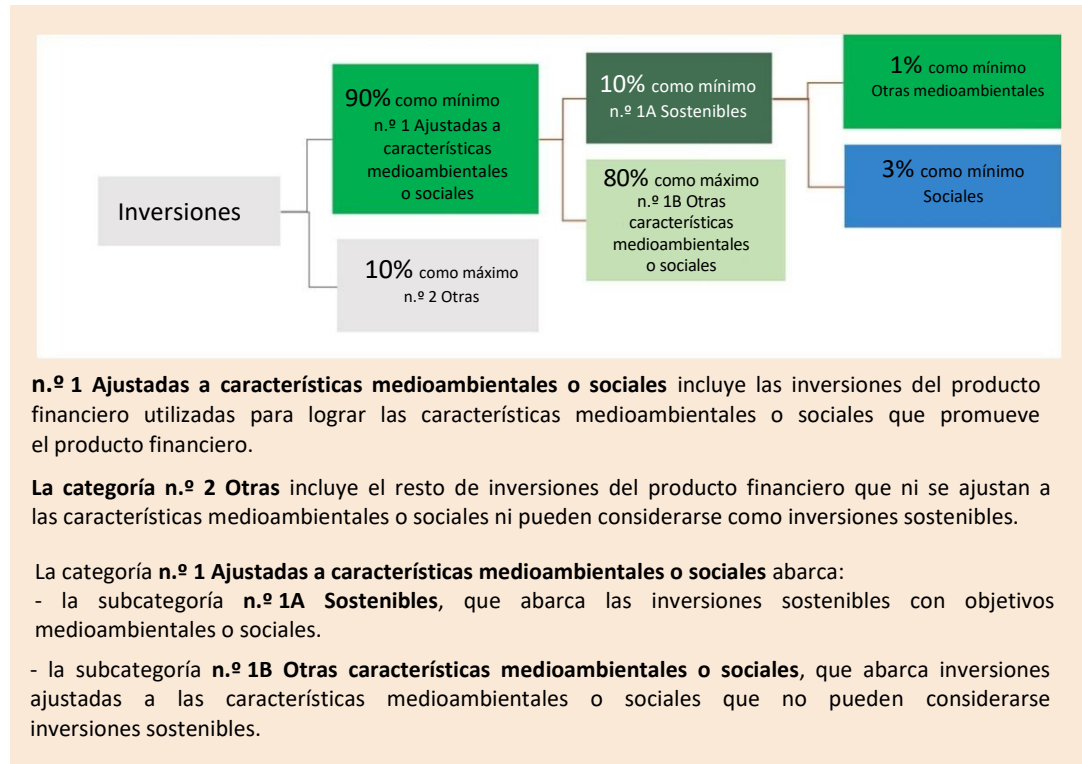 Inversiones
90% como mínimo
n.º 1 Ajustadas a
características
medioambientales
o sociales
10% como máximo
n.º 2 Otras
10% como mínimo
n.º 1A Sostenibles
80% como máximo
n.º 1B Otras
características
medioambientales
o sociales
1% como mínimo
Otras medioambientales
3% como mínimo
Sociales
n.º 1 Ajustadas a características medioambientales o sociales incluye las inversiones del producto
financiero utilizadas para lograr las características medioambientales o sociales que promueve
el producto financiero.
La categoría n.º 2 Otras incluye el resto de inversiones del producto financiero que ni se ajustan a
las características medioambientales o sociales ni pueden considerarse como inversiones sostenibles.
La categoría n.º 1 Ajustadas a características medioambientales o sociales abarca:
- la subcategoría n.º 1A Sostenibles, que abarca las inversiones sostenibles con objetivos
medioambientales o sociales.
- la subcategoría n.º 1B Otras características medioambientales o sociales, que abarca inversiones
ajustadas a las características medioambientales o sociales que no pueden considerarse
inversiones sostenibles.